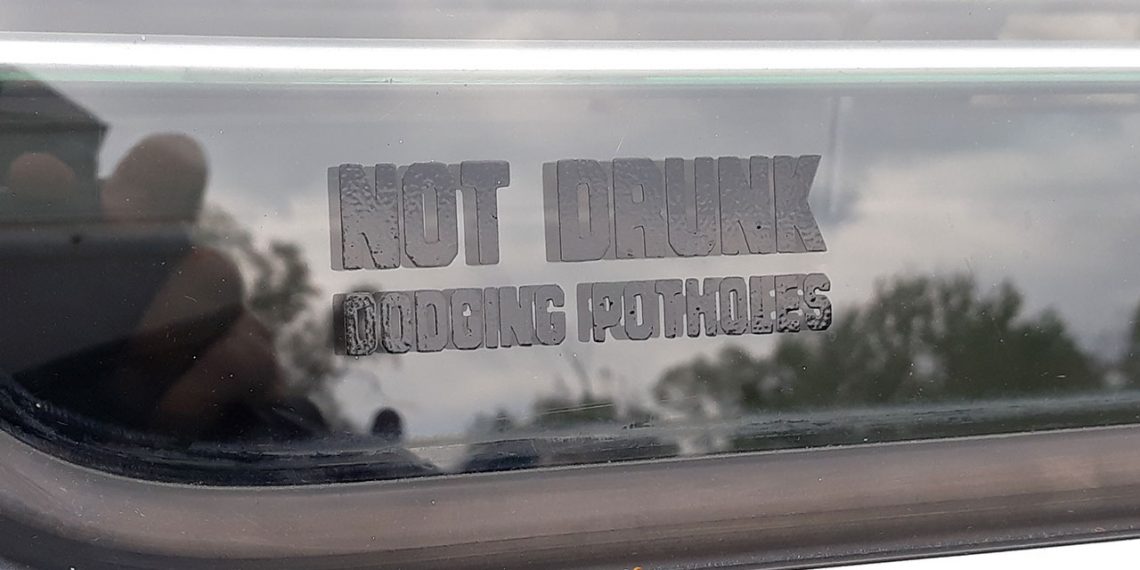 NOT DRUNK
DODGING POTHOLES